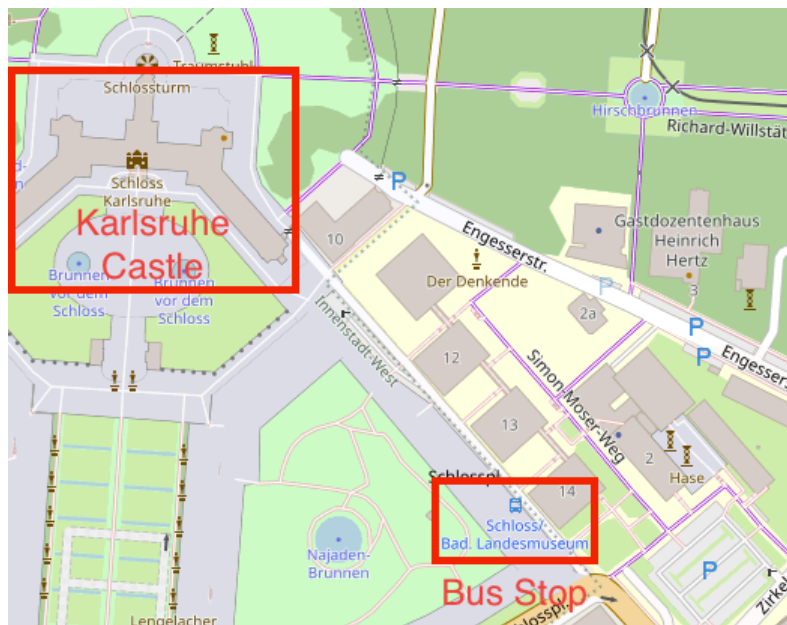 Traumstuhl
Schlossturm
Hirschbrunnen
Richard-Willstät
Schloss
Karlsruhe
Karlsruhe
Castle
P
Brunnen
vor dem
Schloss
Brunnen
vor dem
Schloss
10
Engesserstr.
Gastdozentenhaus
Heinrich
Hertz
Der Denkende
3
P
2a
P
P
Engesser
Innenstadt-West
12
Simon-Moser-Weg
13
2
Hase
Schlosspl.
14
Schloss/
Bad. Landesmuseum
Najaden-
Brunnen
P
Bus Stop
Zirkel
Lengelacher